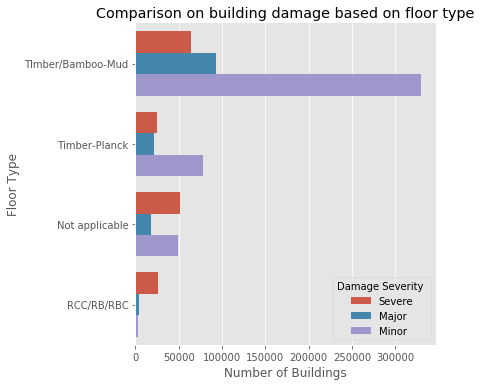 Comparison on building damage based on floor type
TImber/Bamboo-Mud
Timber-Planck
Not applicable
RCC/RB/RBC
Floor Type
Damage Severity
Severe
Major
Minor
0 50000 100000 150000 200000 250000 300000
Number of Buildings